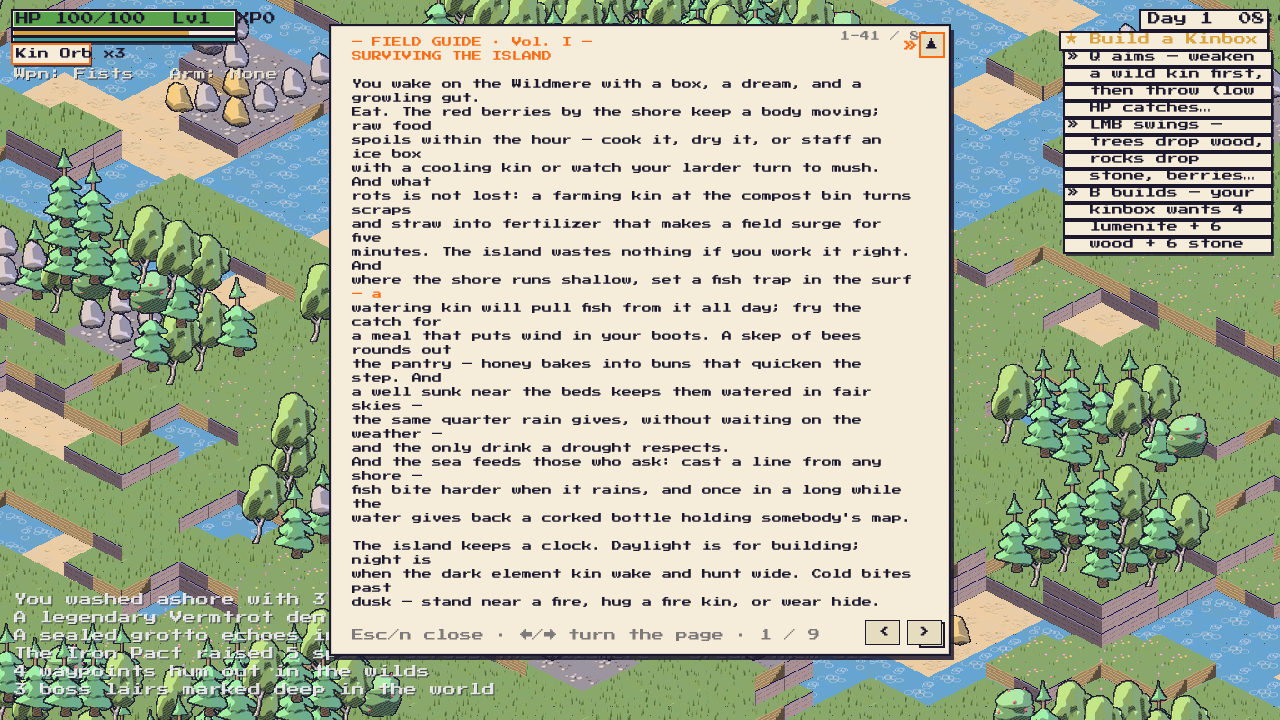 HP 100/100 Lv1 XP0
Kin Orb x3
Wpn: Fists Arm: None
— FIELD GUIDE · Vol. I —
SURVIVING THE ISLAND
1-41 / 8
You wake on the Wildmere with a box, a dream, and a
growling gut.
Eat. The red berries by the shore keep a body moving;
raw food
spoils within the hour — cook it, dry it, or staff an
ice box
with a cooling kin or watch your larder turn to mush.
And what
rots is not lost: a farming kin at the compost bin turns
scraps
and straw into fertilizer that makes a field surge for
five
minutes. The island wastes nothing if you work it right.
And
where the shore runs shallow, set a fish trap in the surf
— a
watering kin will pull fish from it all day; fry the
catch for
a meal that puts wind in your boots. A skep of bees
rounds out
the pantry — honey bakes into buns that quicken the
step. And
a well sunk near the beds keeps them watered in fair
skies —
the same quarter rain gives, without waiting on the
weather —
and the only drink a drought respects.
And the sea feeds those who ask: cast a line from any
shore —
fish bite harder when it rains, and once in a long while
the
water gives back a corked bottle holding somebody's map.
The island keeps a clock. Daylight is for building;
night is
when the dark element kin wake and hunt wide. Cold bites
past
dusk — stand near a fire, hug a fire kin, or wear hide.
Esc/n close · ←/→ turn the page · 1 / 9
Day 1 08
★ Build a Kinbox
» Q aims — weaken
a wild kin first,
then throw (low
HP catches…
» LMB swings —
trees drop wood,
rocks drop
stone, berries…
» B builds — your
kinbox wants 4
lumenite + 6
wood + 6 stone
You washed ashore with 3
A legendary Vermtrot den
A sealed grotto echoes
The Iron Pact raised
4 waypoints hum out in the wilds
3 boss lairs marked deep in the world